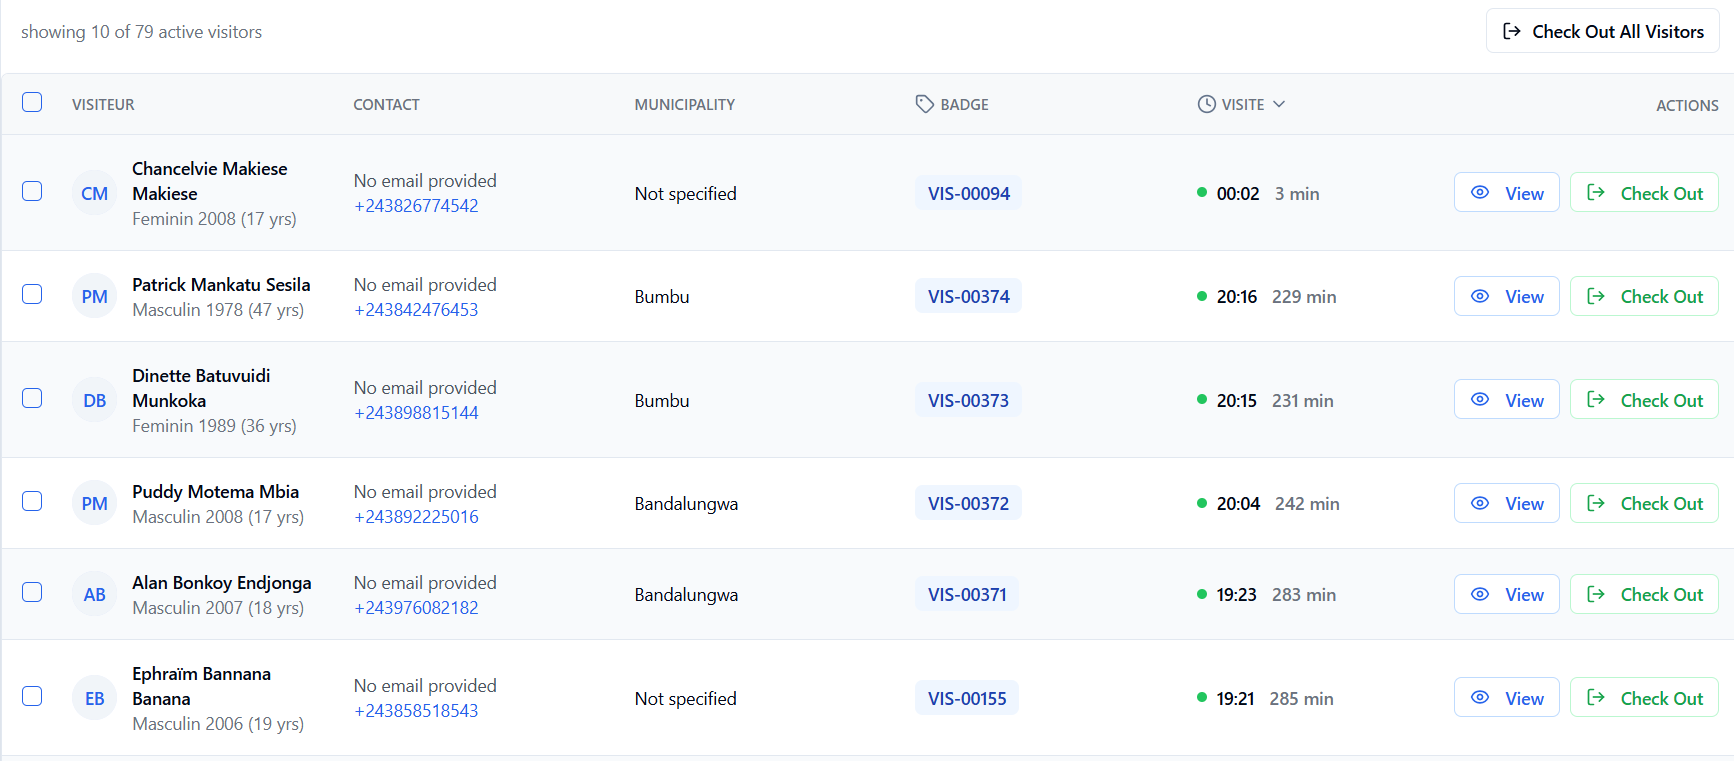 showing 10 of 79 active visitors
Check Out All Visitors
VISITEUR CONTACT MUNICIPALITY BADGE VISITE ACTIONS
CM
Chancelvie Makiese
Makiese
Feminin 2008 (17 yrs)
No email provided
+243826774542
Not specified
VIS-00094
00:02 3 min
View
Check Out
PM
Patrick Mankatu Sesila
Masculin 1978 (47 yrs)
No email provided
+243842476453
Bumbu
VIS-00374
20:16 229 min
View
Check Out
DB
Dinette Batuvuidi
Munkoka
Feminin 1989 (36 yrs)
No email provided
+243898815144
Bumbu
VIS-00373
20:15 231 min
View
Check Out
PM
Puddy Motema Mbia
Masculin 2008 (17 yrs)
No email provided
+243892225016
Bandalungwa
VIS-00372
20:04 242 min
View
Check Out
AB
Alan Bonkoy Endjonga
Masculin 2007 (18 yrs)
No email provided
+243976082182
Bandalungwa
VIS-00371
19:23 283 min
View
Check Out
EB
Ephraïm Bannana
Banana
Masculin 2006 (19 yrs)
No email provided
+243858518543
Not specified
VIS-00155
19:21 285 min
View
Check Out